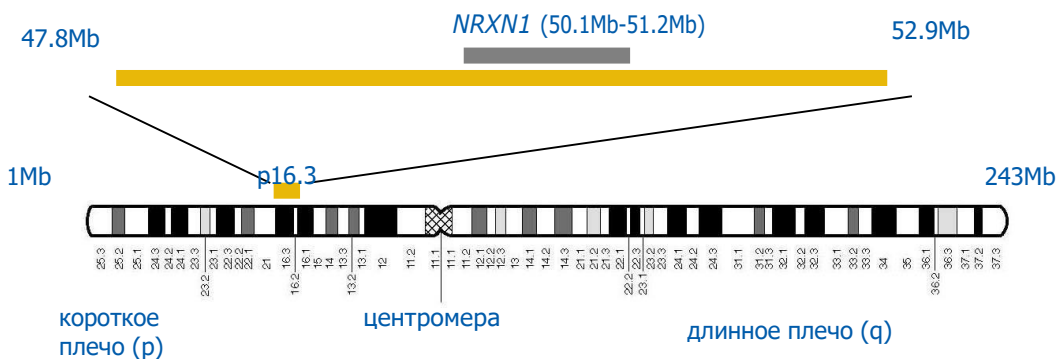 NRXN1 (50.1Mb-51.2Mb)
47.8Mb
52.9Mb
p16.3
1Mb
243Mb
25.3 25.2 25.1 24.3 24.2 24.1 23.3 23.2 23.1 22.3 22.2 22.1 21 16.3 16.2 16.1 15 14 13.3 13.2 13.1 12 11.2 11.1 11.1 11.2 12.1 12.2 12.3 13 14.1 14.2 14.3 21.1 21.2 21.3 22.1 22.2 22.3 23.1 23.2 23.3 24.1 24.2 24.3 31.1 31.2 31.3 32.1 32.2 32.3 33.1 33.2 33.3 34 35 36.1 36.2 36.3 37.1 37.2 37.3
короткое
плечо (p)
центромера
длинное плечо (q)